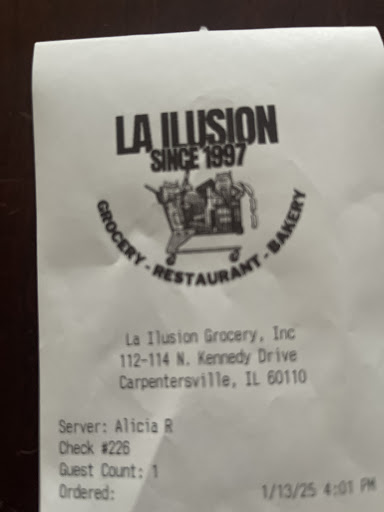 LA ILUSION
SINCE 1997
GROCERY - RESTAURANT - BAKERY
La Ilusion Grocery, Inc
112-114 N. Kennedy Drive
Carpentersville, IL 60110
Server: Alicia R
Check #226
Guest Count: 1
Ordered: 1/13/25 4:01 PM